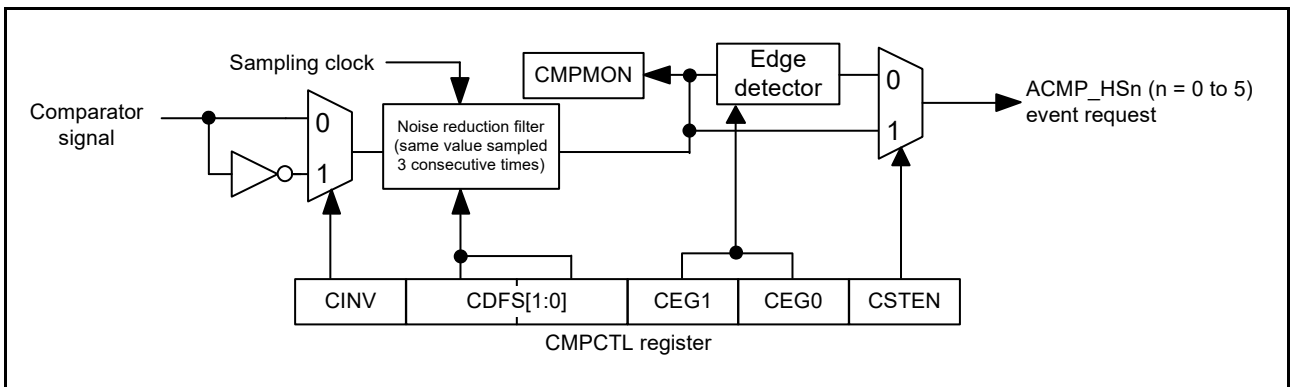 Sampling clock
CMPMON
Edge
detector
0
1
ACMP_HSn (n = 0 to 5)
event request
Comparator
signal
0
1
Noise reduction filter
(same value sampled
3 consecutive times)
CINV
CDFS[1:0]
CEG1
CEG0
CSTEN
CMPCTL register